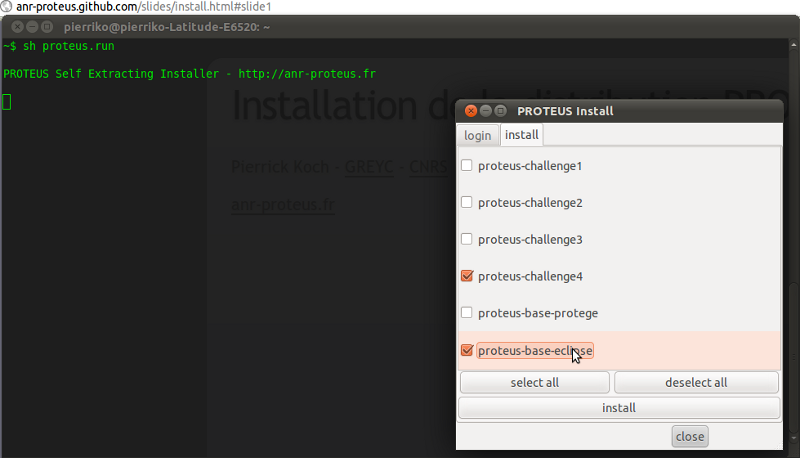 anr-proteus.github.com/slides/install.html#slide1
pierriko@pierriko-Latitude-E6520: ~
~$ sh proteus.run
PROTEUS Self Extracting Installer - http://anr-proteus.fr
Installation de la distribution PRO
Pierrick Koch - GREYC - CNRS
anr-proteus.fr
PROTEUS Install
login
install
proteus-challenge1
proteus-challenge2
proteus-challenge3
proteus-challenge4
proteus-base-protege
proteus-base-eclipse
select all
deselect all
install
close